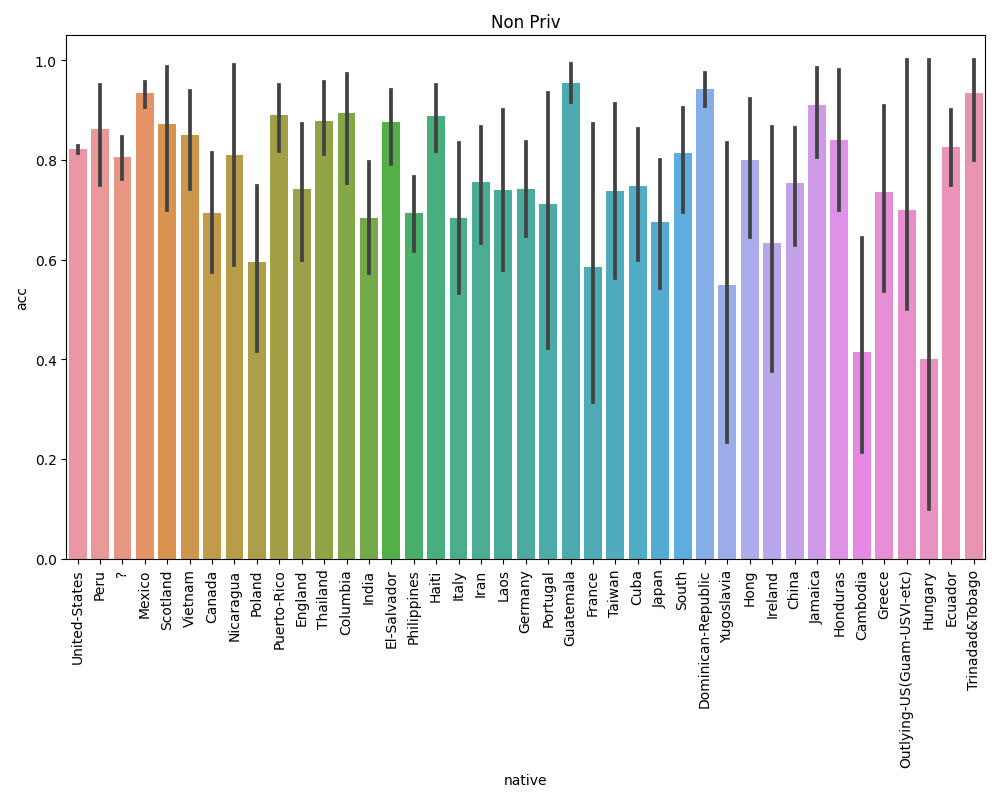 Non Priv
acc
1.0
0.8
0.6
0.4
0.2
0.0
United-States
Peru
?
Mexico
Scotland
Vietnam
Canada
Nicaragua
Poland
Puerto-Rico
England
Thailand
Columbia
India
El-Salvador
Philippines
Haiti
Italy
Iran
Laos
Germany
Portugal
Guatemala
France
Taiwan
Cuba
Japan
South
Dominican-Republic
Yugoslavia
Hong
Ireland
China
Jamaica
Honduras
Cambodia
Greece
Outlying-US(Guam-USVI-etc)
Hungary
Ecuador
Trinadad&Tobago
native